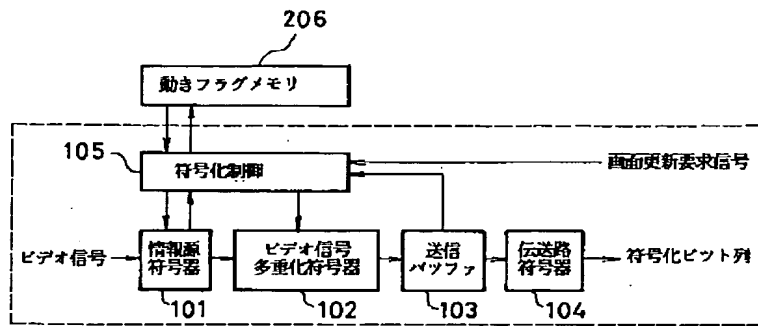 206
動きフラグメモリ
105
符号化制御
画面更新要求信号
ビデオ信号
情報源
符号器
ビデオ信号
多重化符号器
送信
バッファ
伝送路
符号器
符号化ビット列
101
102
103
104